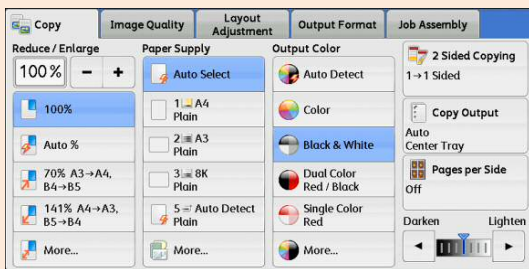 Copy
Image Quality
Layout
Adjustment
Output Format
Job Assembly
Reduce / Enlarge
100 %
- +
100%
Auto %
70% A3→A4,
B4→B5
141% A4→A3,
B5→B4
More...
Paper Supply
Auto Select
1 A4
Plain
2 A3
Plain
3 8K
Plain
5 Auto Detect
Plain
More...
Output Color
Auto Detect
Color
Black & White
Dual Color
Red / Black
Single Color
Red
More...
2 Sided Copying
1→1 Sided
Copy Output
Auto
Center Tray
Pages per Side
Off
Darken Lighten